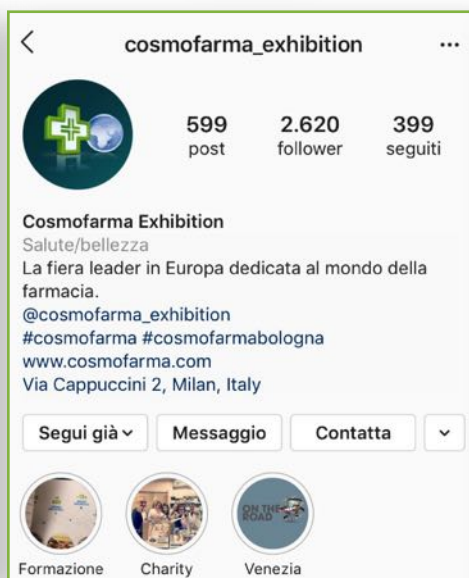 cosmofarma_exhibition
599 2.620 399
post follower seguiti
Cosmofarma Exhibition
Salute/bellezza
La fiera leader in Europa dedicata al mondo della
farmacia.
@cosmofarma_exhibition
#cosmofarma #cosmofarmabologna
www.cosmofarma.com
Via Cappuccini 2, Milan, Italy
Segui già Messaggio Contatta
ON THE
ROAD
Formazione Charity Venezia